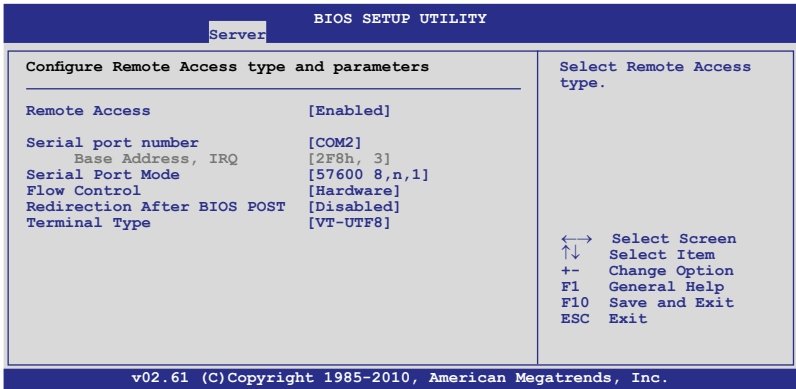 BIOS SETUP UTILITY
Server
Configure Remote Access type and parameters
Remote Access [Enabled]
Serial port number [COM2]
Base Address, IRQ [2F8h, 3]
Serial Port Mode [57600 8,n,1]
Flow Control [Hardware]
Redirection After BIOS POST [Disabled]
Terminal Type [VT-UTF8]
Select Remote Access
type.
←→ Select Screen
↑↓ Select Item
+- Change Option
F1 General Help
F10 Save and Exit
ESC Exit
v02.61 (C)Copyright 1985-2010, American Megatrends, Inc.